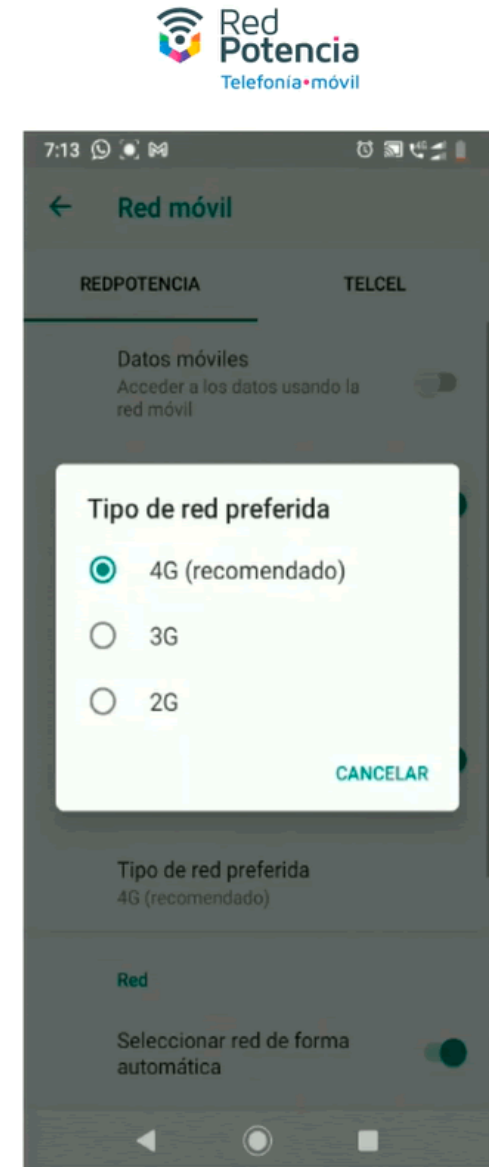 Red
Potencia
Telefonía•móvil
7:13
Red móvil
REDPOTENCIA
TELCEL
Datos móviles
Acceder a los datos usando la
red móvil
Tipo de red preferida
4G (recomendado)
3G
2G
CANCELAR
Tipo de red preferida
4G (recomendado)
Red
Seleccionar red de forma
automática